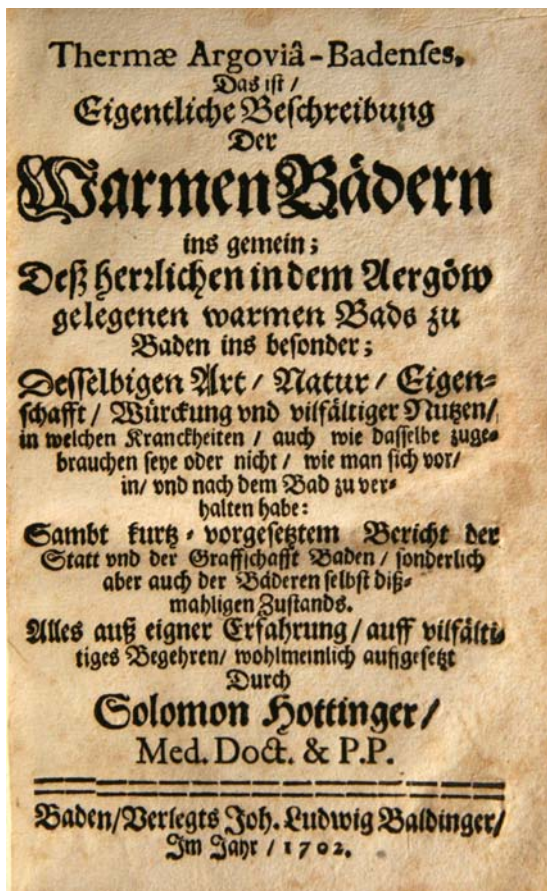 Thermæ Argoviâ-Badenses,
Das ist /
Eigentliche Beschreibung
Der
Warmen Bädern
ins gemein;
Deß herrlichen in dem Aergöw
gelegenen warmen Bads zu
Baden ins besonder;
Desselbigen Art / Natur / Eigen-
schafft / Würckung vnd vilfältiger Nutzen /
in welchen Kranckheiten / auch wie dasselbe zuge-
brauchen seye oder nicht / wie man sich vor /
in / vnd nach dem Bad zu ver-
halten habe:
Sambt kurtz-vorgesetztem Bericht der
Statt vnd der Graffschafft Baden / sonderlich
aber auch der Bäderen selbst diß-
mahligen Zustands.
Alles auß eigner Erfahrung / auff vilfälti-
tiges Begehren / wohlmeinlich auffgesetzt
Durch
Solomon Hottinger /
Med. Doct. & P.P.
Baden / Verlegts Joh. Ludwig Baldinger /
Im Jahr / 1702.